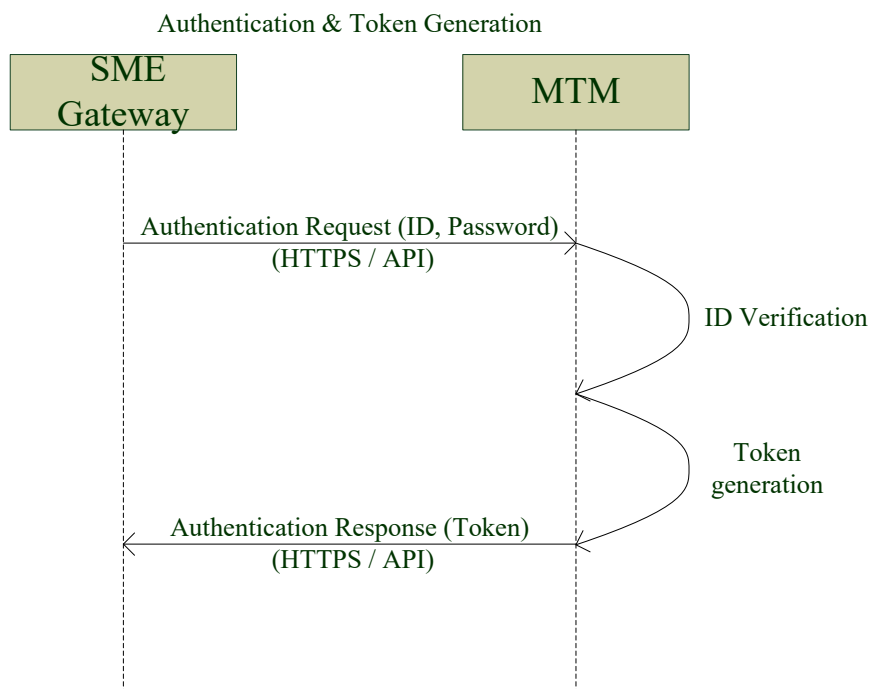 Authentication & Token Generation
SME
Gateway
MTM
Authentication Request (ID, Password)
(HTTPS / API)
ID Verification
Token
generation
Authentication Response (Token)
(HTTPS / API)